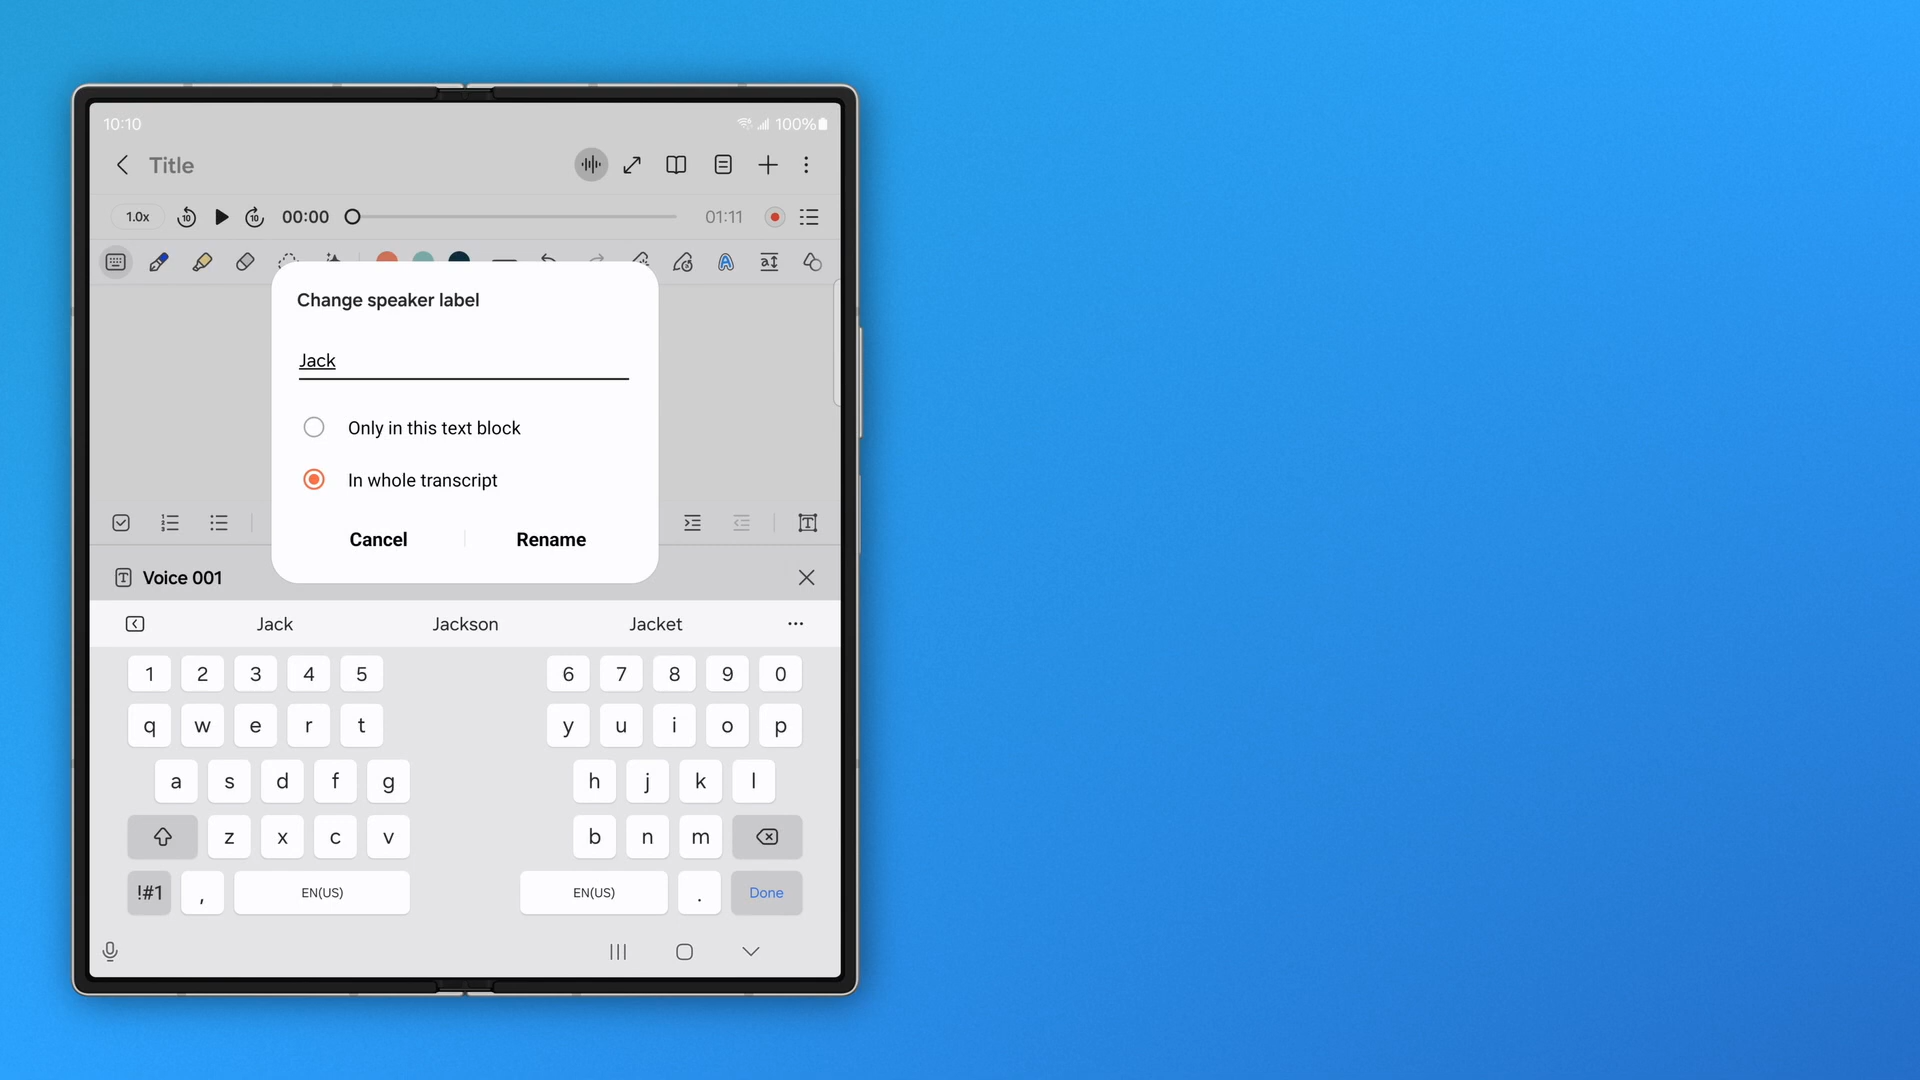 10:10
100%
Title
1.0x 10 10 00:00 01:11
Change speaker label
Jack
Only in this text block
In whole transcript
Cancel Rename
Voice 001
Jack Jackson Jacket
1 2 3 4 5 6 7 8 9 0
q w e r t y u i o p
a s d f g h j k l
z x c v b n m
!#1 , EN(US) EN(US) . Done